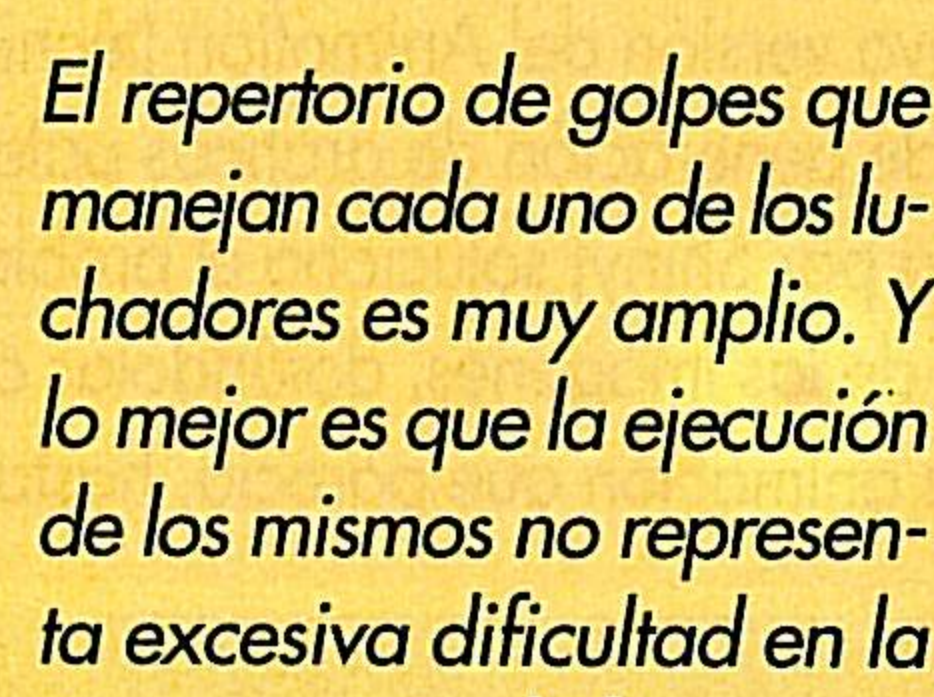 El repertorio de golpes que
manejan cada uno de los lu-
chadores es muy amplio. Y
lo mejor es que la ejecución
de los mismos no represen-
ta excesiva dificultad en la